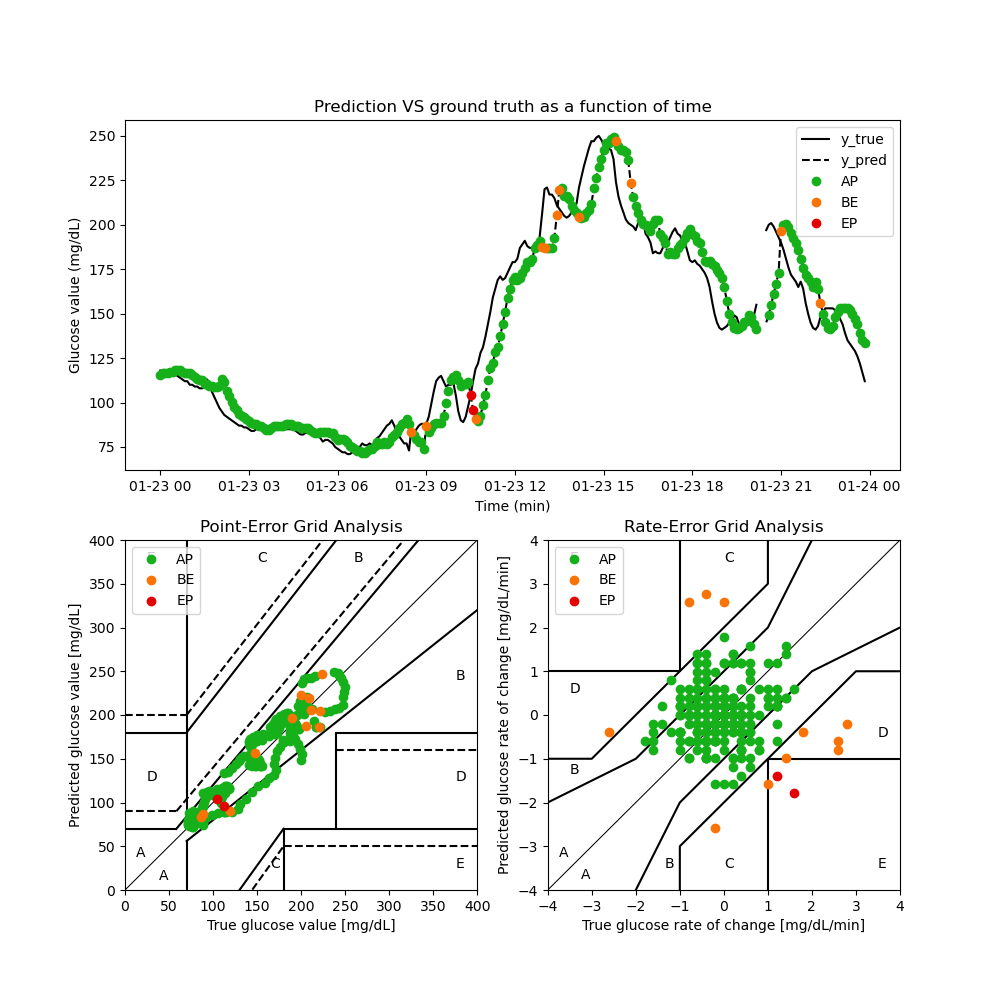 Prediction VS ground truth as a function of time
Glucose value (mg/dL)
250
225
200
175
150
125
100
75
y_true
y_pred
AP
BE
EP
01-23 00 01-23 03 01-23 06 01-23 09 01-23 12 01-23 15 01-23 18 01-23 21 01-24 00
Time (min)
Point-Error Grid Analysis
Predicted glucose value [mg/dL]
400
350
300
250
200
150
100
50
0
AP
BE
EP
C
B
B
D
D
A
A
C
E
0 50 100 150 200 250 300 350 400
True glucose value [mg/dL]
Rate-Error Grid Analysis
Predicted glucose rate of change [mg/dL/min]
4
3
2
1
0
−1
−2
−3
−4
AP
BE
EP
C
D
D
B
A
A
B
C
E
−4 −3 −2 −1 0 1 2 3 4
True glucose rate of change [mg/dL/min]